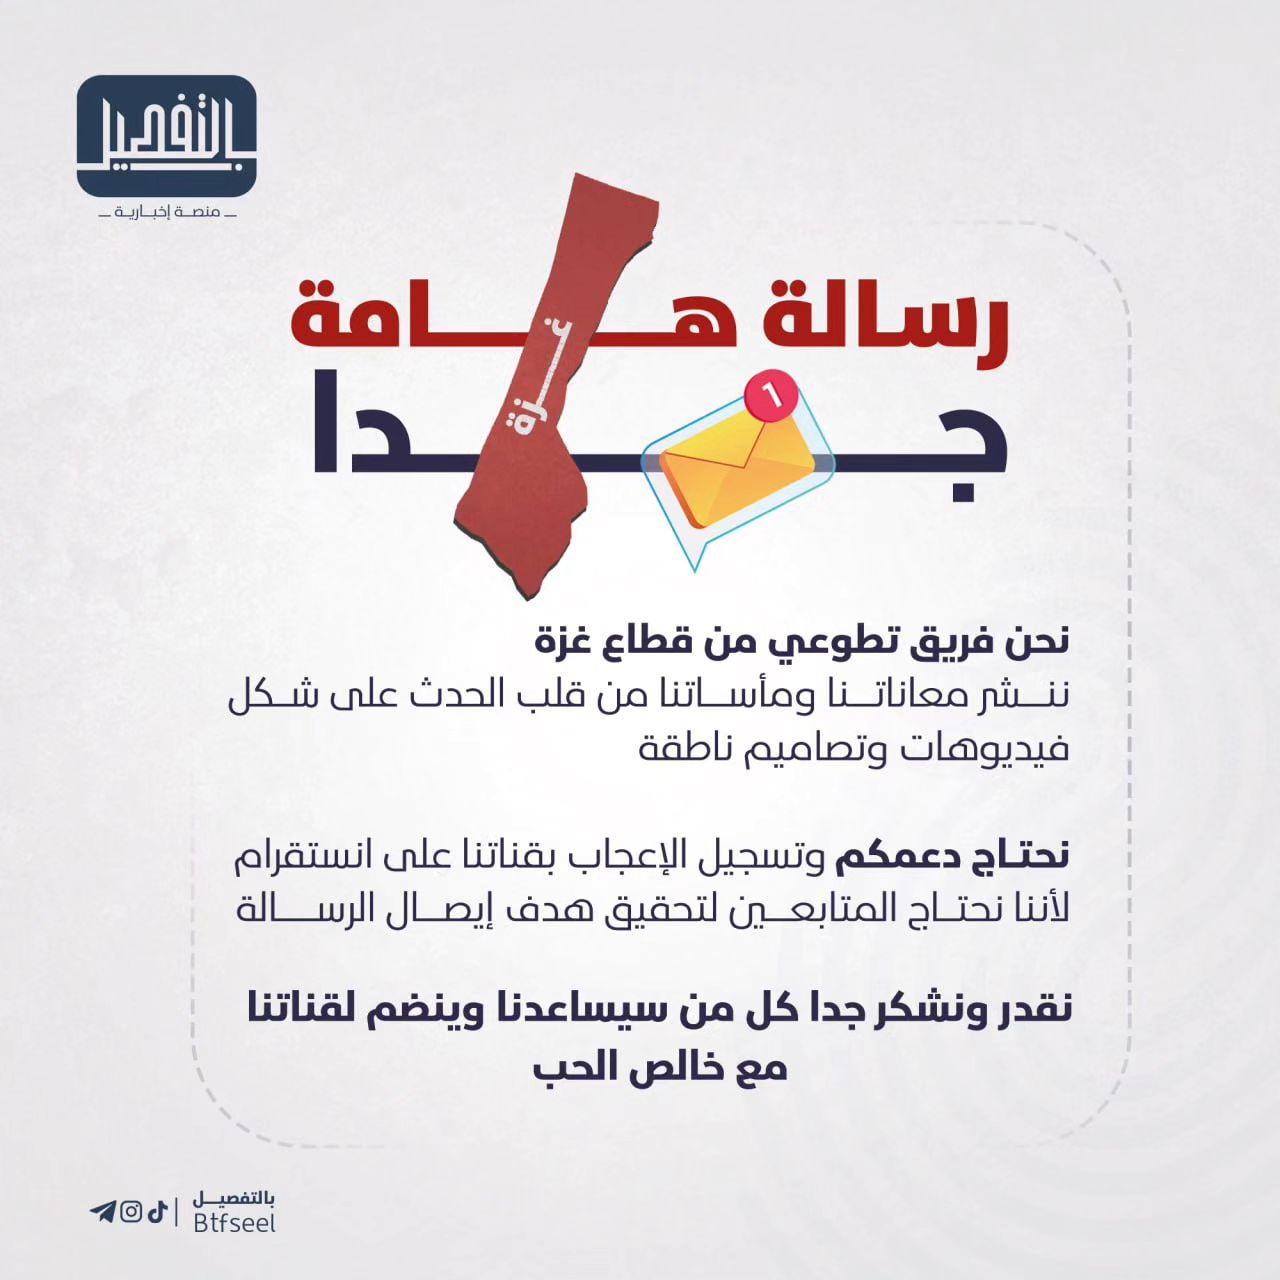 بالتفصيل
منصة إخبارية
رسالة هامة
جدا
غزة
1
نحن فريق تطوعي من قطاع غزة
ننشر معاناتنا ومأساتنا من قلب الحدث على شكل
فيديوهات وتصاميم ناطقة
نحتاج دعمكم وتسجيل الإعجاب بقناتنا على انستقرام
لأننا نحتاج المتابعين لتحقيق هدف إيصال الرسالة
نقدر ونشكر جدا كل من سيساعدنا وينضم لقناتنا
مع خالص الحب
بالتفصيل
Btfseel